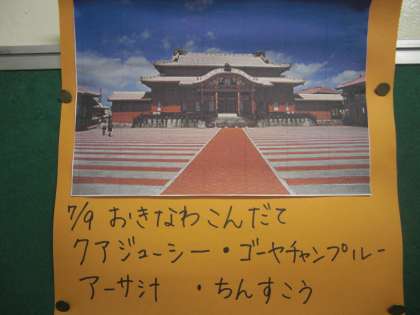 7/9 おきなわこんだて
クアジューシー・ゴーヤチャンプルー
アーサ汁 ・ちんすこう